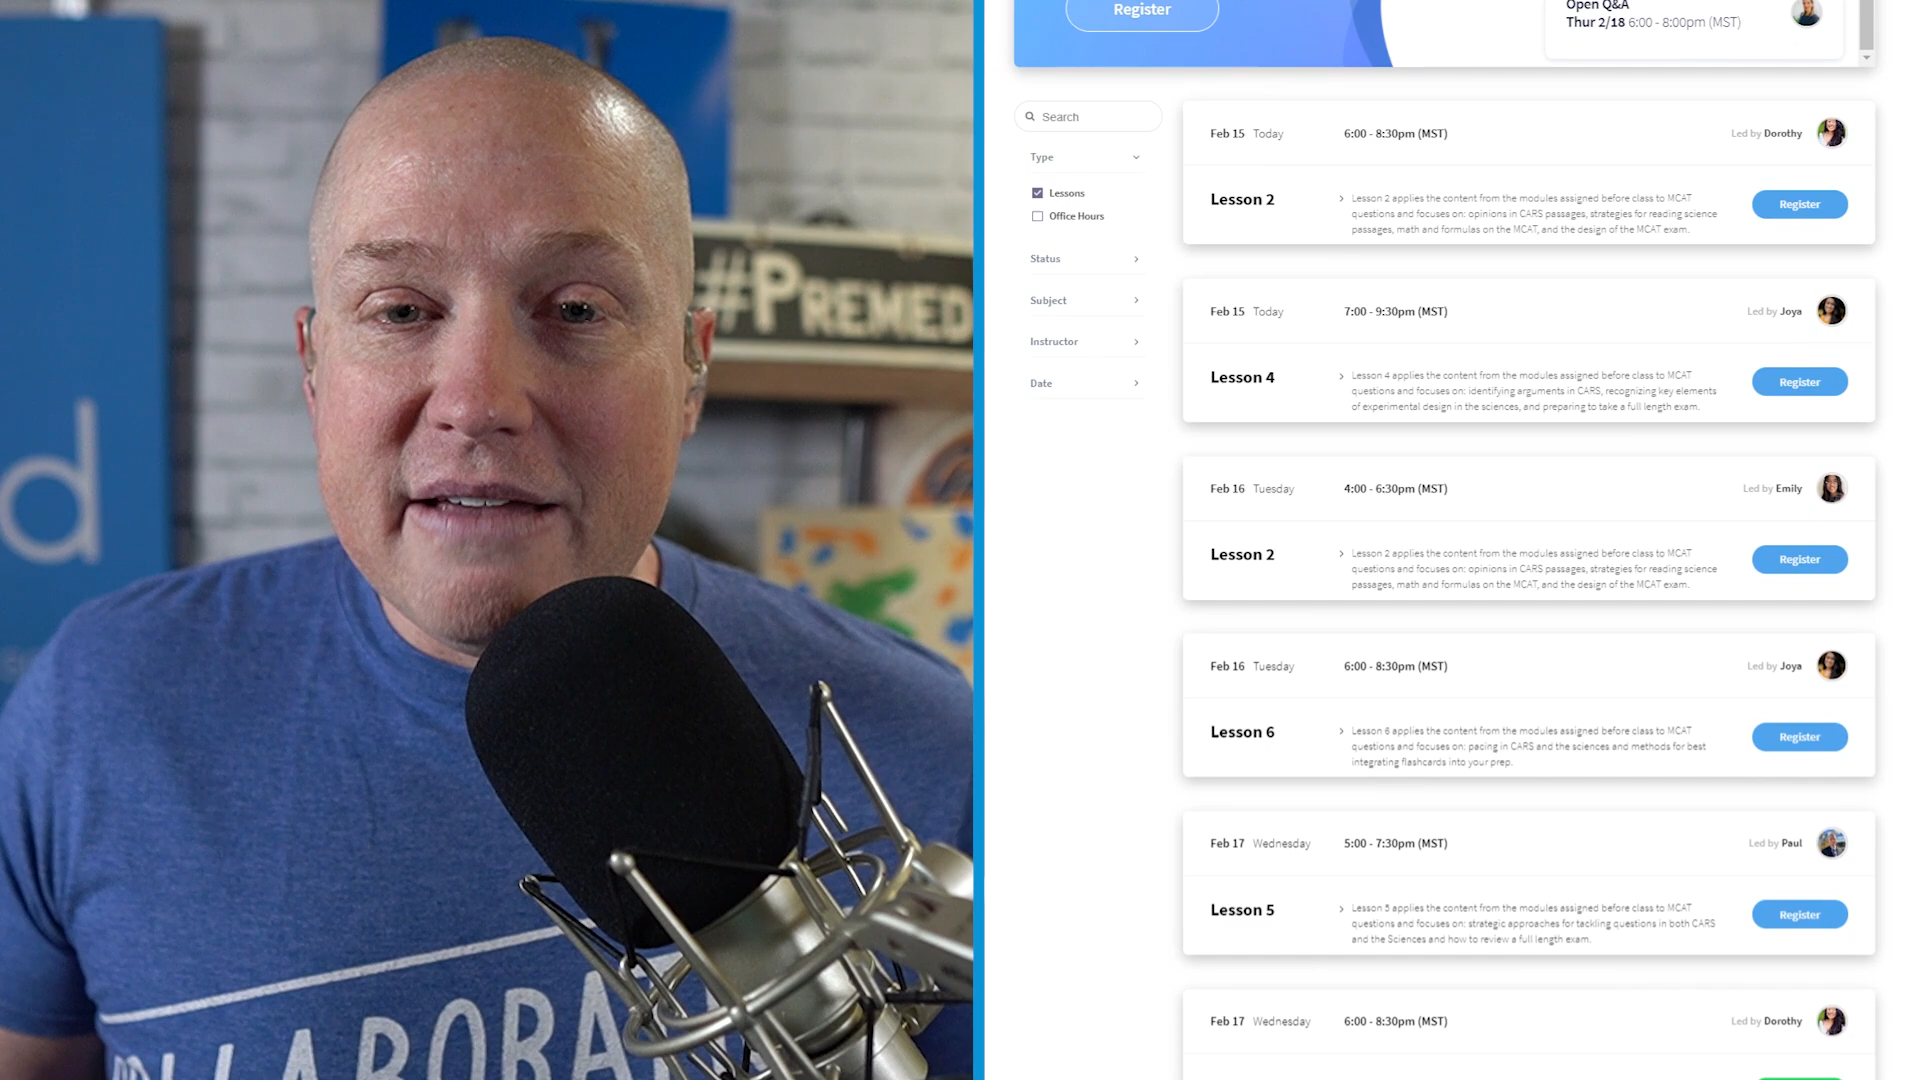 #PREMED
d
Register
Open Q&A
Thur 2/18 6:00 - 8:00pm (MST)
Search
Type
Lessons
Office Hours
Status
Subject
Instructor
Date
Feb 15 Today 6:00 - 8:30pm (MST) Led by Dorothy
Lesson 2
Lesson 2 applies the content from the modules assigned before class to MCAT
questions and focuses on: opinions in CARS passages, strategies for reading science
passages, math and formulas on the MCAT, and the design of the MCAT exam.
Register
Feb 15 Today 7:00 - 9:30pm (MST) Led by Joya
Lesson 4
Lesson 4 applies the content from the modules assigned before class to MCAT
questions and focuses on: identifying arguments in CARS, recognizing key elements
of experimental design in the sciences, and preparing to take a full length exam.
Register
Feb 16 Tuesday 4:00 - 6:30pm (MST) Led by Emily
Lesson 2
Lesson 2 applies the content from the modules assigned before class to MCAT
questions and focuses on: opinions in CARS passages, strategies for reading science
passages, math and formulas on the MCAT, and the design of the MCAT exam.
Register
Feb 16 Tuesday 6:00 - 8:30pm (MST) Led by Joya
Lesson 6
Lesson 6 applies the content from the modules assigned before class to MCAT
questions and focuses on: pacing in CARS and the sciences and methods for best
integrating flashcards into your prep.
Register
Feb 17 Wednesday 5:00 - 7:30pm (MST) Led by Paul
Lesson 5
Lesson 5 applies the content from the modules assigned before class to MCAT
questions and focuses on: strategic approaches for tackling questions in both CARS
and the Sciences and how to review a full length exam.
Register
Feb 17 Wednesday 6:00 - 8:30pm (MST) Led by Dorothy